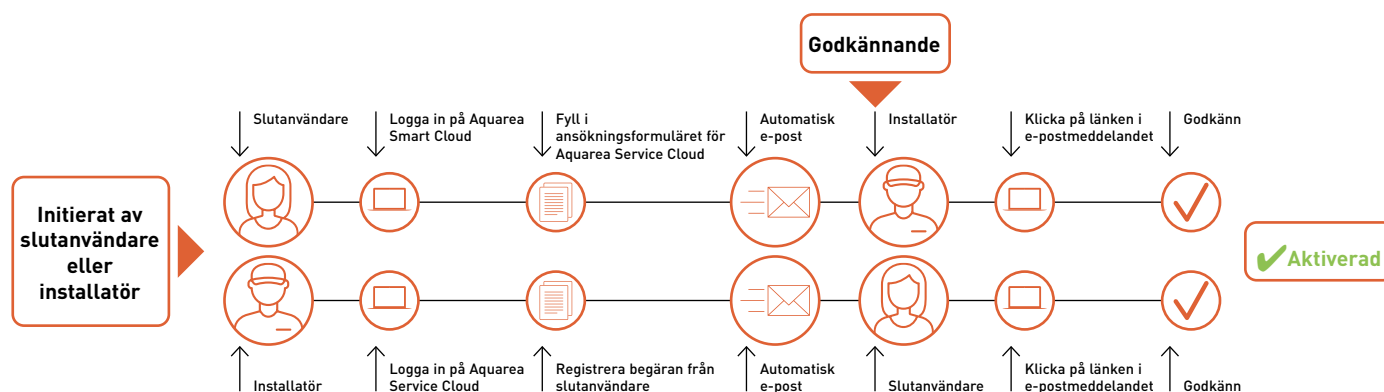 Godkännande
Slutanvändare
Logga in på Aquarea
Smart Cloud
Fyll i
ansökningsformuläret för
Aquarea Service Cloud
Automatisk
e-post
Installatör
Klicka på länken i
e-postmeddelandet
Godkänn
Initierat av
slutanvändare
eller
installatör
Aktiverad
Installatör
Logga in på Aquarea
Service Cloud
Registrera begäran från
slutanvändare
Automatisk
e-post
Slutanvändare
Klicka på länken i
e-postmeddelandet
Godkänn